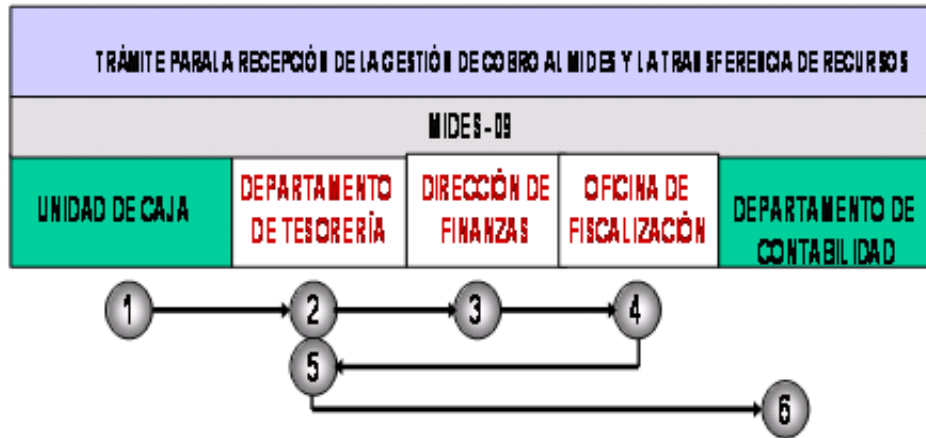 TRÁMITE PARA LA RECEPCIÓN DE LA GESTIÓN DE COBRO AL MIDES Y LA TRANSFERENCIA DE RECURSOS
MIDES-09
UNIDAD DE CAJA
DEPARTAMENTO
DE TESORERÍA
DIRECCIÓN DE
FINANZAS
OFICINA DE
FISCALIZACIÓN
DEPARTAMENTO DE
CONTABILIDAD
1
2
3
4
5
6